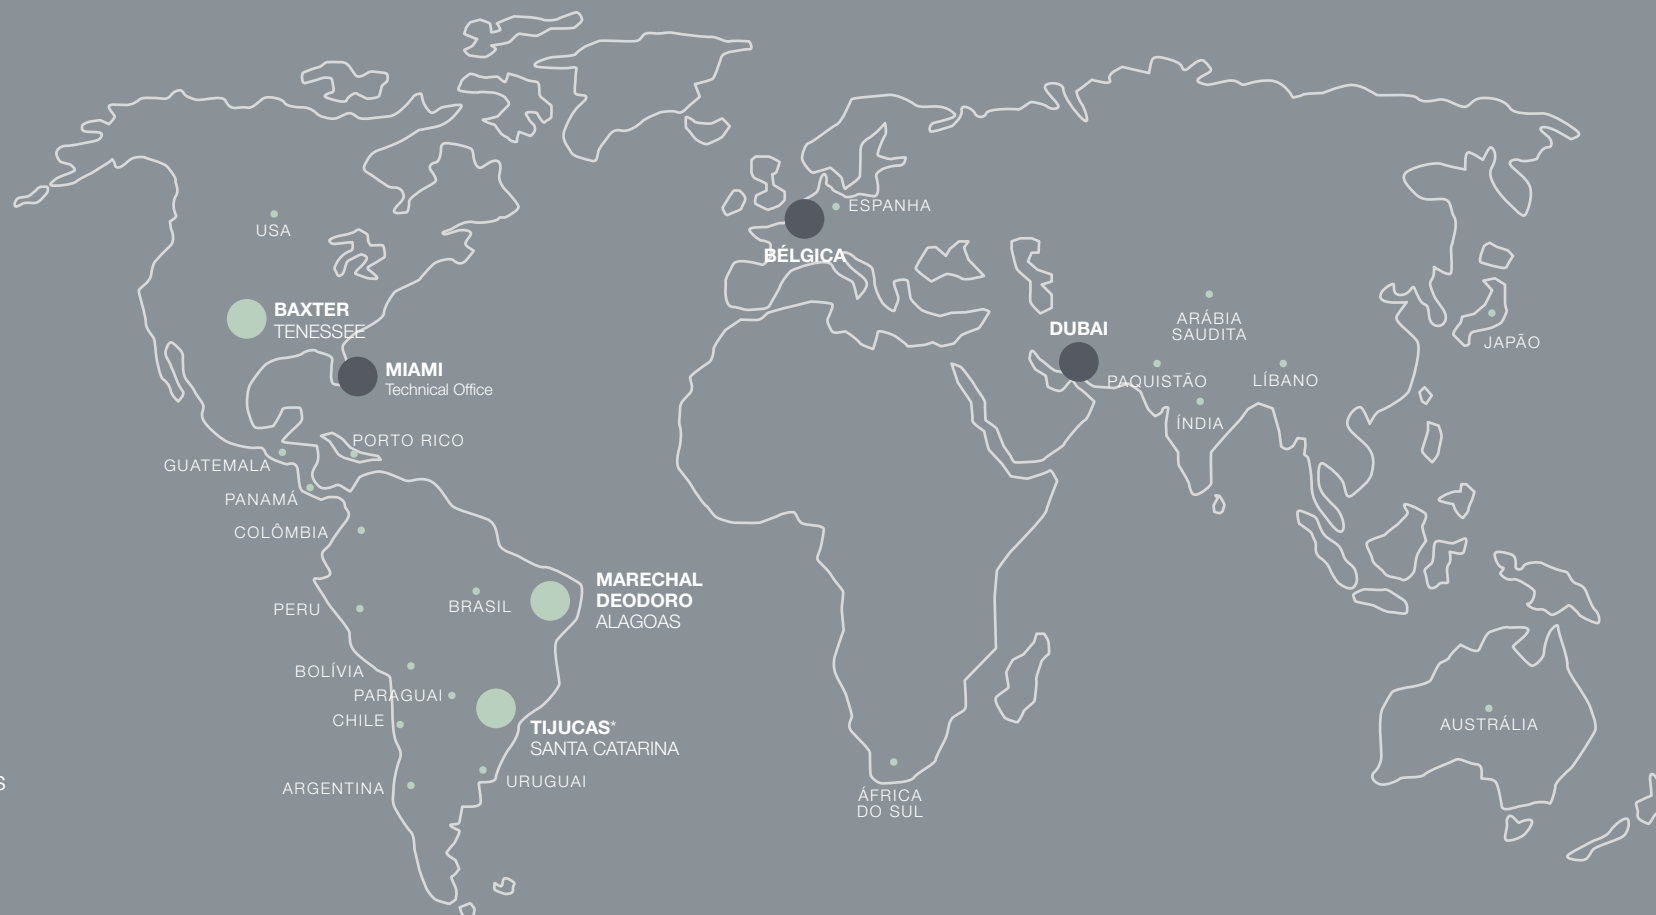 ESPANHA
USA
BÉLGICA
BAXTER
TENESSEE
ARÁBIA
SAUDITA
DUBAI
JAPÃO
MIAMI
Technical Office
PAQUISTÃO
LÍBANO
ÍNDIA
PORTO RICO
GUATEMALA
PANAMÁ
COLÔMBIA
MARECHAL
DEODORO
ALAGOAS
PERU
BRASIL
BOLÍVIA
PARAGUAI
CHILE
TIJUCAS*
SANTA CATARINA
AUSTRÁLIA
S
ARGENTINA
URUGUAI
ÁFRICA
DO SUL